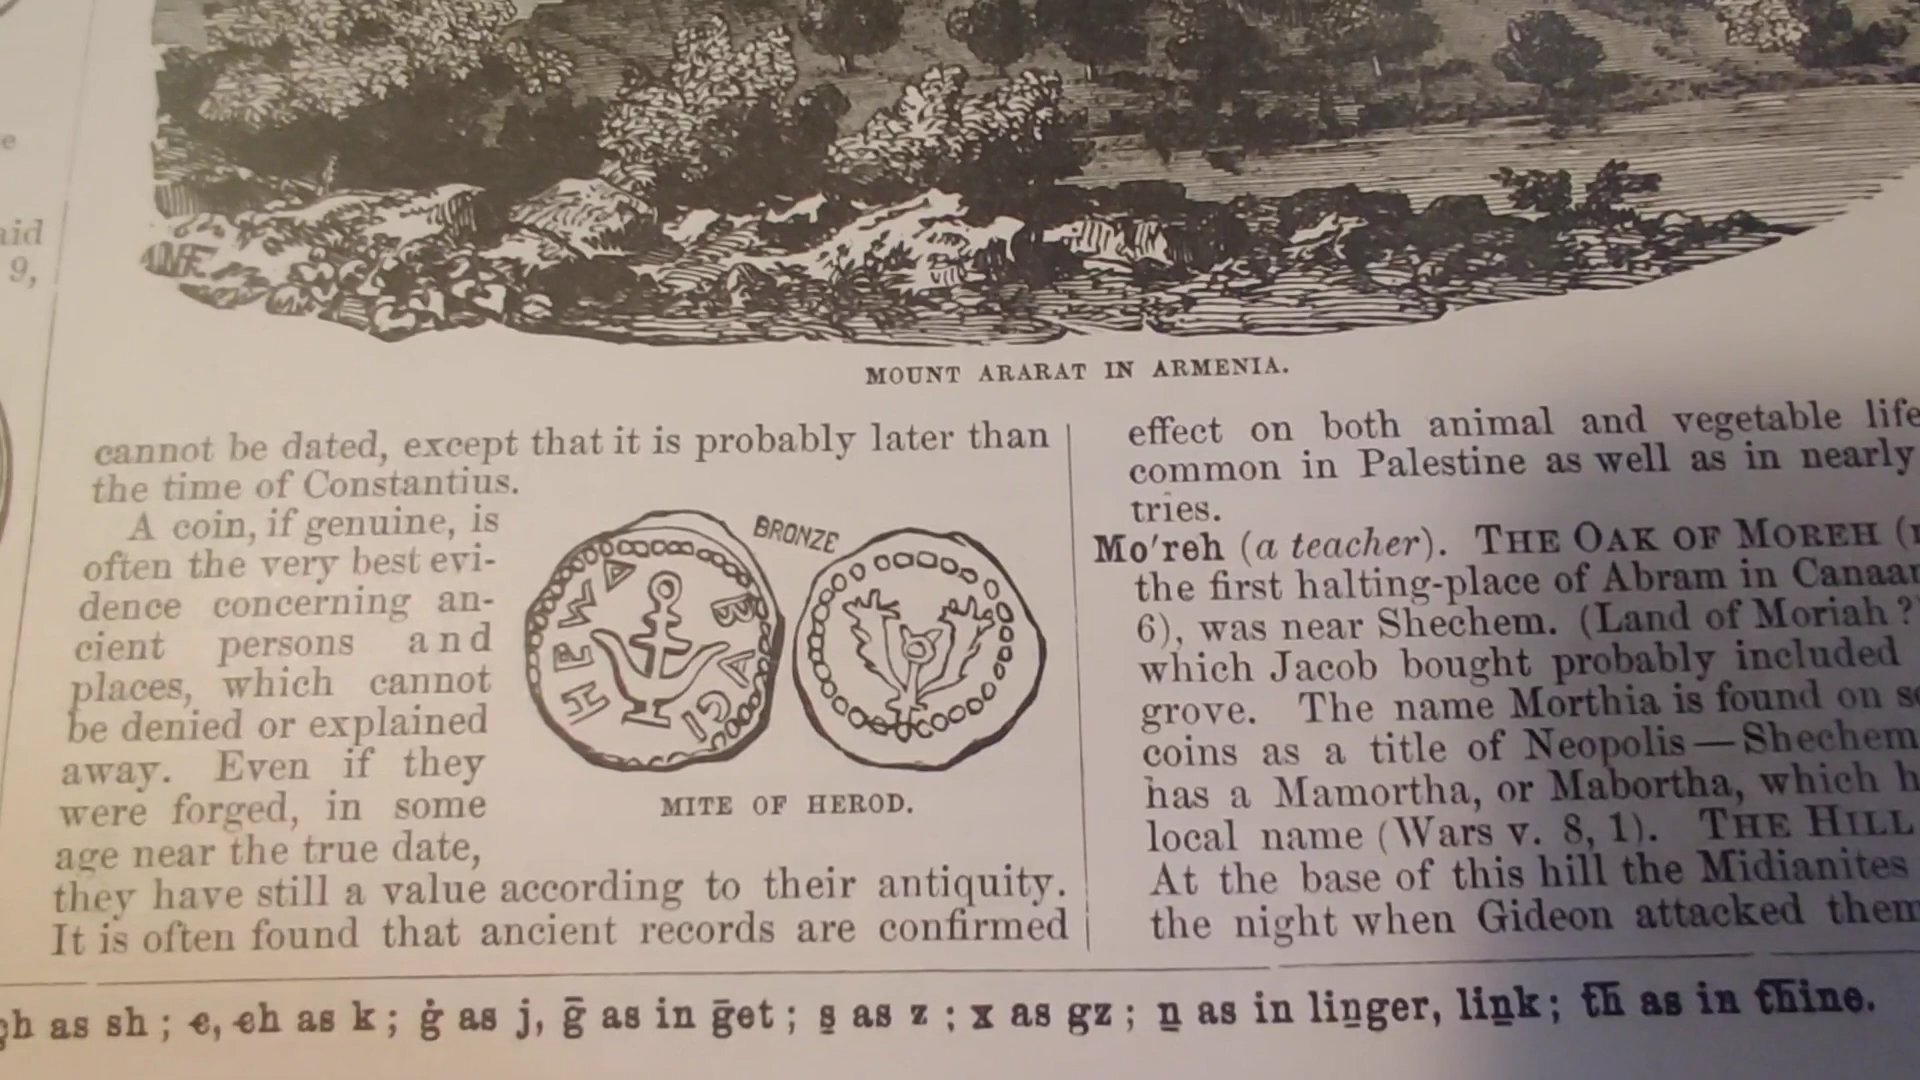 aid
9,
ANE
MOUNT ARARAT IN ARMENIA.
cannot be dated, except that it is probably later than
the time of Constantius.
A coin, if genuine, is
often the very best evi-
dence concerning an-
cient persons and
places, which cannot
be denied or explained
away. Even if they
were forged, in some
age near the true date,
they have still a value according to their antiquity.
It is often found that ancient records are confirmed
BRONZE
MITE OF HEROD.
effect on both animal and vegetable life
common in Palestine as well as in nearly
tries.
Mo'reh (a teacher). THE OAK OF MOREH
the first halting-place of Abram in Canaan
6), was near Shechem. (Land of Moriah ?
which Jacob bought probably included
grove. The name Morthia is found on
coins as a title of Neopolis — Shechem
has a Mamortha, or Mabortha, which
local name (Wars v. 8, 1). THE HILL
At the base of this hill the Midianites
the night when Gideon attacked them
as sh ; e, eh as k ; ġ as j, ḡ as in ḡet ; s̱ as z ; x̱ as gz ; ṉ as in liṉger, liṉk ; th as in thine.